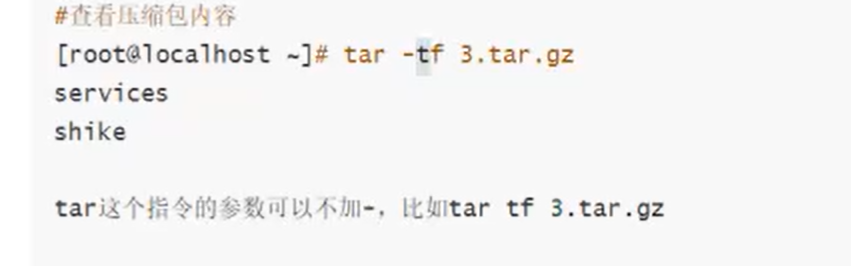 #查看压缩包内容
[root@localhost ~]# tar -tf 3.tar.gz
services
shike
tar这个指令的参数可以不加-，比如tar tf 3.tar.gz